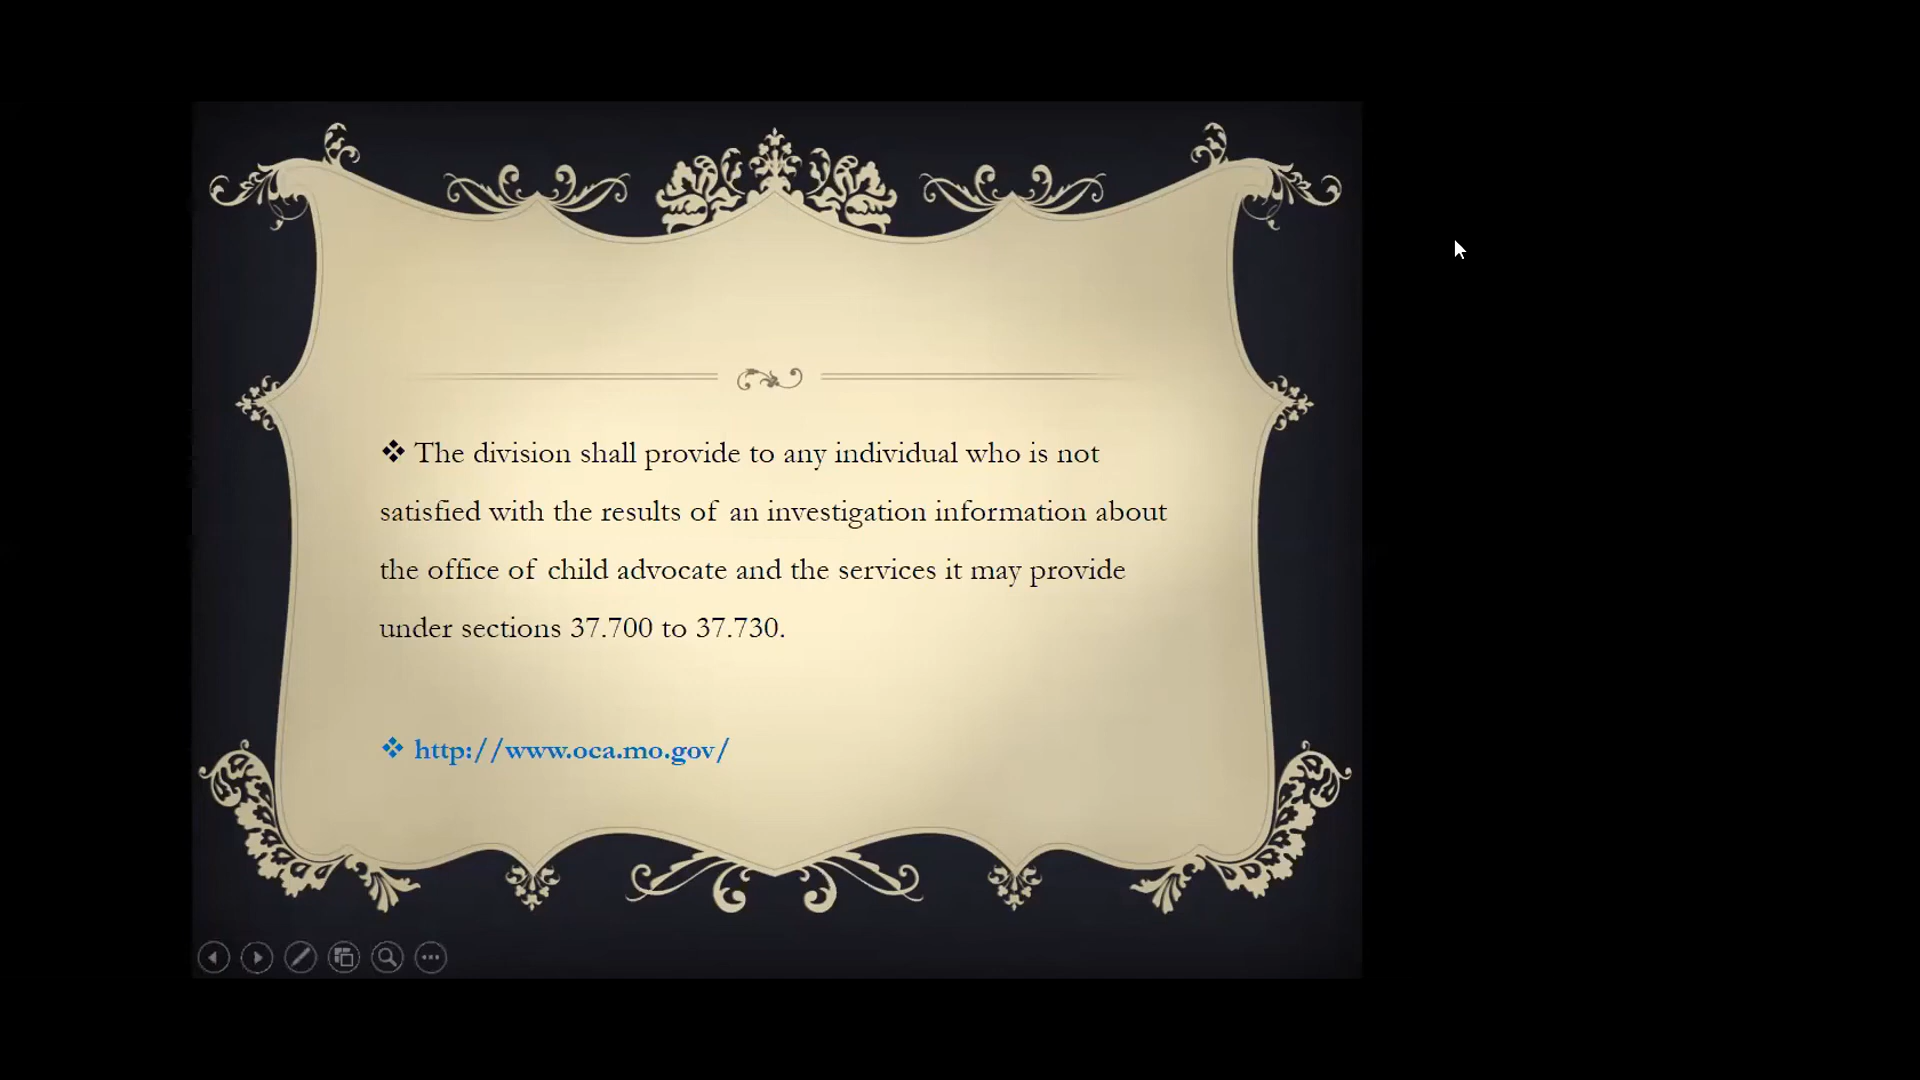 ❖ The division shall provide to any individual who is not
satisfied with the results of an investigation information about
the office of child advocate and the services it may provide
under sections 37.700 to 37.730.
❖ http://www.oca.mo.gov/